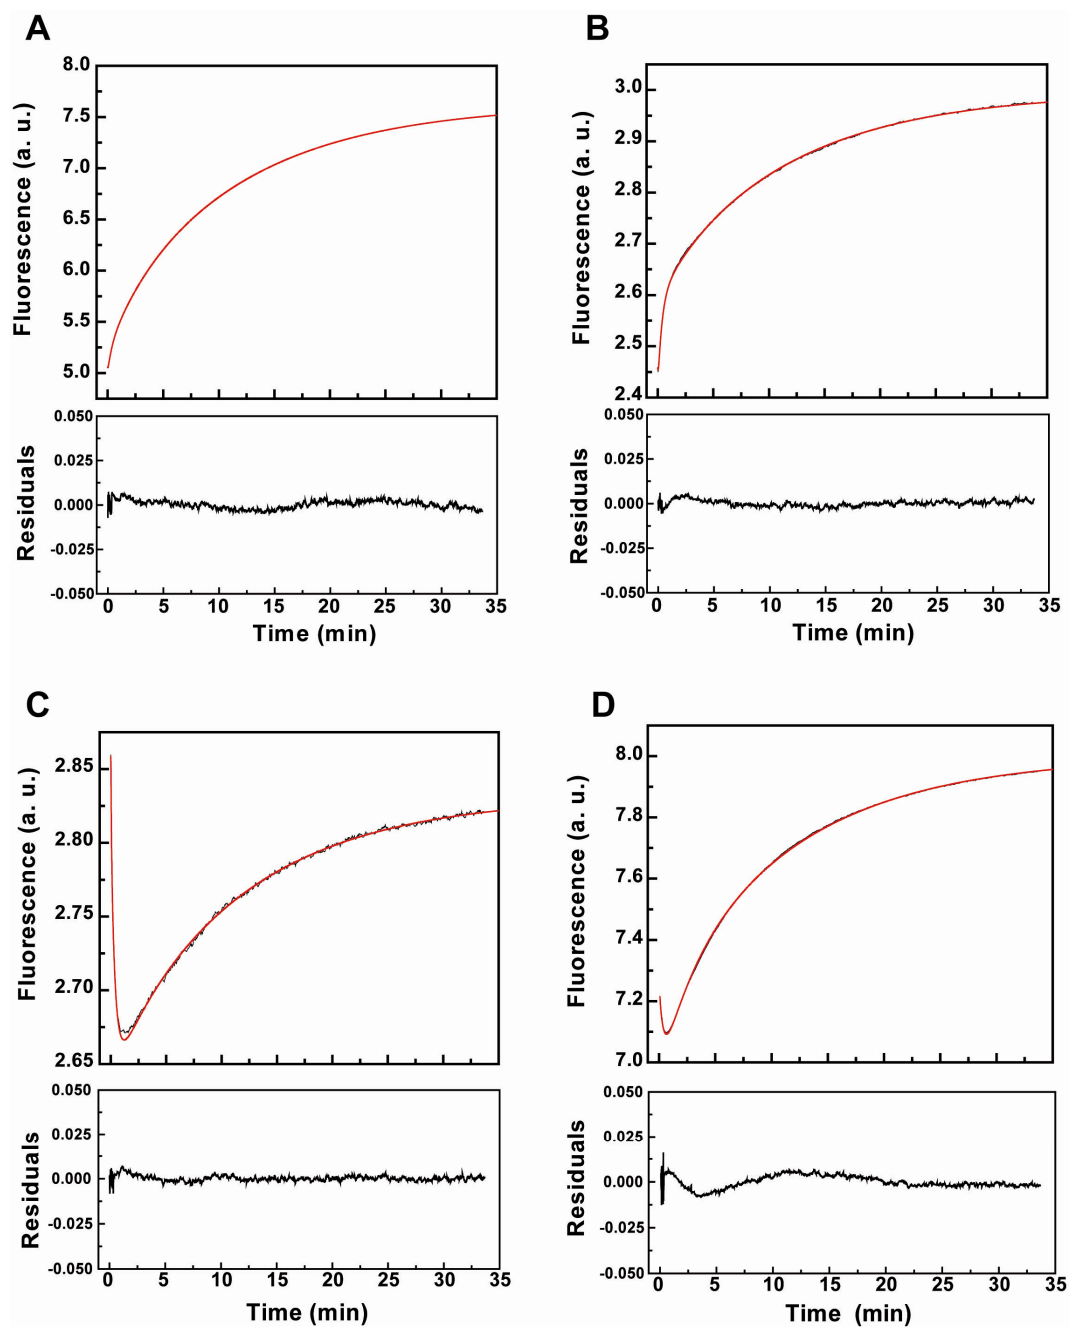 A
Fluorescence (a. u.)
8.0
7.5
7.0
6.5
6.0
5.5
5.0
Residuals
0.050
0.025
0.000
-0.025
-0.050
0 5 10 15 20 25 30 35
Time (min)
B
Fluorescence (a. u.)
3.0
2.9
2.8
2.7
2.6
2.5
2.4
Residuals
0.050
0.025
0.000
-0.025
-0.050
0 5 10 15 20 25 30 35
Time (min)
C
Fluorescence (a. u.)
2.85
2.80
2.75
2.70
2.65
Residuals
0.050
0.025
0.000
-0.025
-0.050
0 5 10 15 20 25 30 35
Time (min)
D
Fluorescence (a. u.)
8.0
7.8
7.6
7.4
7.2
7.0
Residuals
0.050
0.025
0.000
-0.025
-0.050
0 5 10 15 20 25 30 35
Time (min)